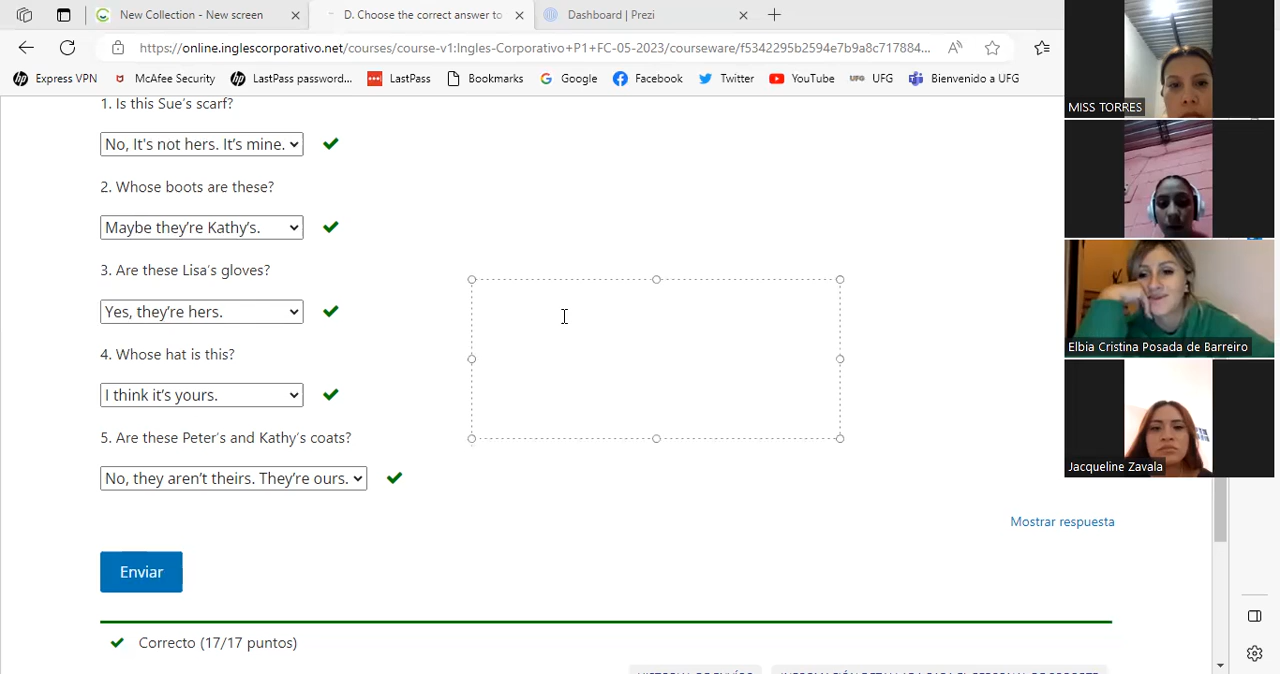 New Collection - New screen
D. Choose the correct answer to
Dashboard | Prezi
https://online.inglescorporativo.net/courses/course-v1:Ingles-Corporativo+P1+FC-05-2023/courseware/f5342295b2594e7b9a8c717884...
Express VPN
McAfee Security
LastPass password...
LastPass
Bookmarks
Google
Facebook
Twitter
YouTube
UFG
Bienvenido a UFG
1. Is this Sue's scarf?
No, It's not hers. It's mine.
2. Whose boots are these?
Maybe they're Kathy's.
3. Are these Lisa's gloves?
Yes, they're hers.
4. Whose hat is this?
I think it's yours.
5. Are these Peter's and Kathy's coats?
No, they aren't theirs. They're ours.
Mostrar respuesta
Enviar
Correcto (17/17 puntos)
MISS TORRES
Elbia Cristina Posada de Barreiro
Jacqueline Zavala